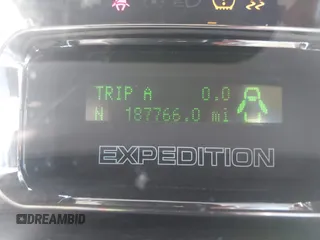 TRIP A 0.0
N 187766.0 mi
EXPEDITION
DREAMBID